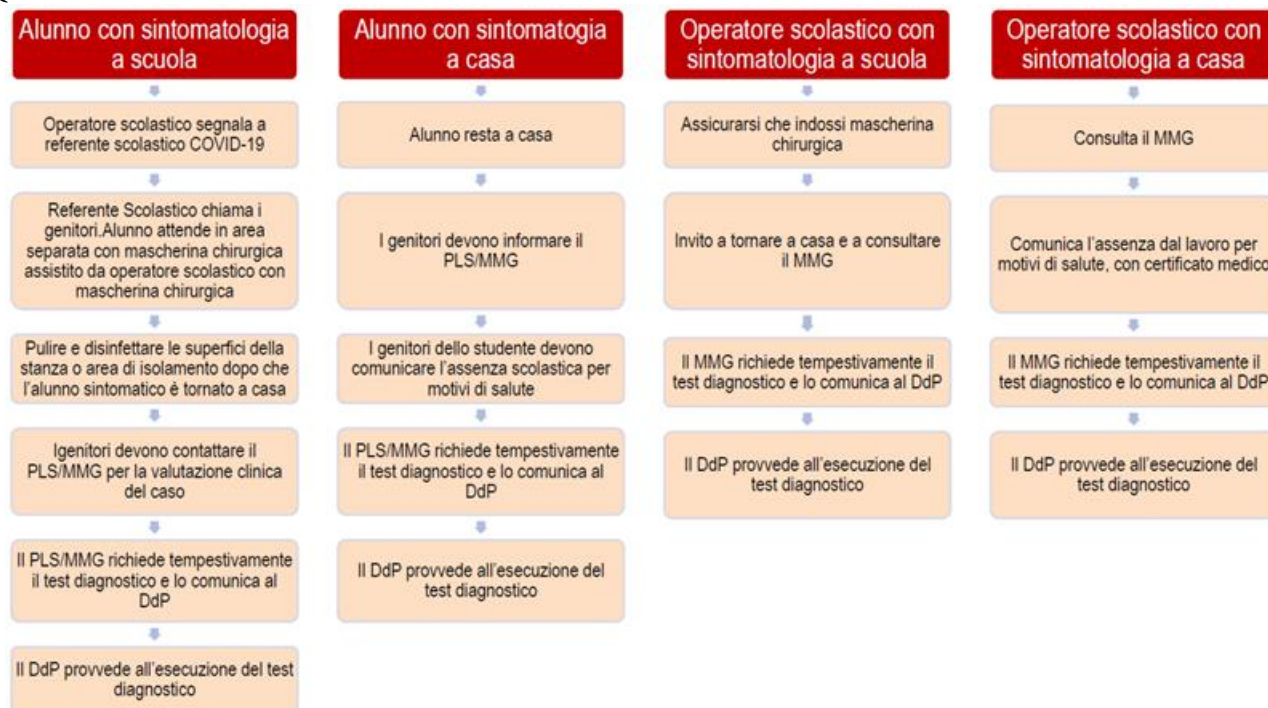 Alunno con sintomatologia
a scuola
Operatore scolastico segnala a
referente scolastico COVID-19
Referente Scolastico chiama i
genitori.Alunno attende in area
separata con mascherina chirurgica
assistito da operatore scolastico con
mascherina chirurgica
Pulire e disinfettare le superfici della
stanza o area di isolamento dopo che
l'alunno sintomatico è tornato a casa
Igenitori devono contattare il
PLS/MMG per la valutazione clinica
del caso
Il PLS/MMG richiede tempestivamente
il test diagnostico e lo comunica al
DdP
Il DdP provvede all'esecuzione del test
diagnostico
Alunno con sintomatogia
a casa
Alunno resta a casa
I genitori devono informare il
PLS/MMG
I genitori dello studente devono
comunicare l'assenza scolastica per
motivi di salute
Il PLS/MMG richiede tempestivamente
il test diagnostico e lo comunica al
DdP
Il DdP provvede all'esecuzione del
test diagnostico
Operatore scolastico con
sintomatologia a scuola
Assicurarsi che indossi mascherina
chirurgica
Invito a tornare a casa e a consultare
il MMG
Il MMG richiede tempestivamente il
test diagnostico e lo comunica al DdP
Il DdP provvede all'esecuzione del
test diagnostico
Operatore scolastico con
sintomatologia a casa
Consulta il MMG
Comunica l'assenza dal lavoro per
motivi di salute, con certificato medico
Il MMG richiede tempestivamente il
test diagnostico e lo comunica al DdP
Il DdP provvede all'esecuzione del
test diagnostico